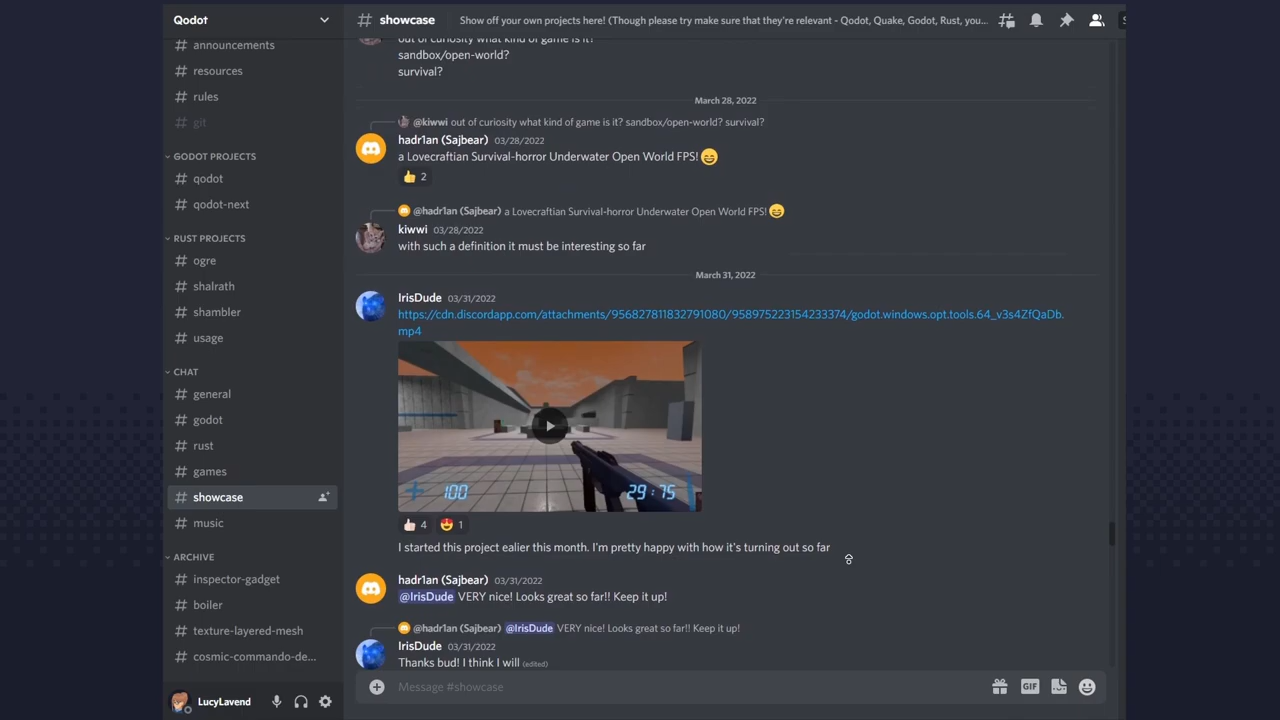 Qodot
announcements
resources
rules
git
GODOT PROJECTS
qodot
qodot-next
RUST PROJECTS
ogre
shalrath
shambler
usage
CHAT
general
godot
rust
games
showcase
music
ARCHIVE
inspector-gadget
boiler
texture-layered-mesh
cosmic-commando-de...
LucyLavend
# showcase Show off your own projects here! (Though please try make sure that they're relevant - Qodot, Quake, Godot, Rust, you...
out of curiosity what kind of game is it?
sandbox/open-world?
survival?
March 28, 2022
@kiwwi out of curiosity what kind of game is it? sandbox/open-world? survival?
hadr1an (Sajbear) 03/28/2022
a Lovecraftian Survival-horror Underwater Open World FPS! 😄
👍 2
@hadr1an (Sajbear) a Lovecraftian Survival-horror Underwater Open World FPS! 😄
kiwwi 03/28/2022
with such a definition it must be interesting so far
March 31, 2022
IrisDude 03/31/2022
https://cdn.discordapp.com/attachments/956827811832791080/958975223154233374/godot.windows.opt.tools.64_v3s4ZfQaDb.
mp4
100 29:75
👍 4 😍 1
I started this project ealier this month. I'm pretty happy with how it's turning out so far
hadr1an (Sajbear) 03/31/2022
@IrisDude VERY nice! Looks great so far!! Keep it up!
@hadr1an (Sajbear) @IrisDude VERY nice! Looks great so far!! Keep it up!
IrisDude 03/31/2022
Thanks bud! I think I will (edited)
Message #showcase
GIF